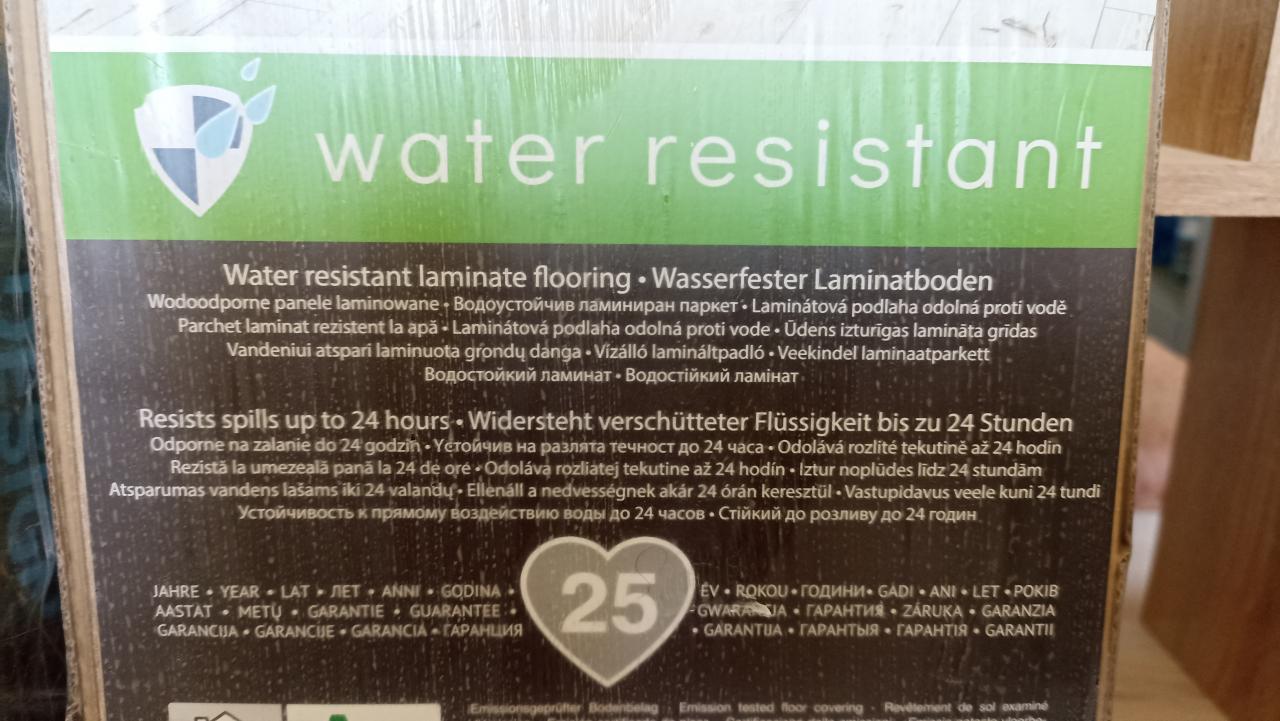 water resistant
Water resistant laminate flooring • Wasserfester Laminatboden
Wodoodporne panele laminowane • Водоустойчив ламиниран паркет • Laminátová podlaha odolná proti vodě
Parchet laminat rezistent la apă • Laminátová podlaha odolná proti vode • Ūdens izturīgas lamināta grīdas
Vandeniui atspari laminuota grondų danga • Vízálló lamináltpadló • Veekindel laminaatparkett
Водостойкий ламинат • Водостійкий ламінат
Resists spills up to 24 hours • Widersteht verschütteter Flüssigkeit bis zu 24 Stunden
Odporne na zalanie do 24 godzin • Устойчив на разлята течност до 24 часа • Odolává rozlité tekutině až 24 hodin
Rezistă la umezeală pană la 24 de ore • Odoláva rozliatej tekutine až 24 hodín • Iztur noplūdes līdz 24 stundām
Atsparumas vandens lašams iki 24 valandų • Ellenáll a nedvességnek akár 24 órán keresztül • Vastupidavus veele kuni 24 tundi
Устойчивость к прямому воздействию воды до 24 часов • Стійкий до розливу до 24 годин
JAHRE • YEAR • LAT • ЛЕТ • ANNI • GODINA • ÉV • ROKOU • ГОДИНИ • GADI • ANI • LET • РОКІВ
AASTAT • METŲ • GARANTIE • GUARANTEE • 25 GWARANCJA • ГАРАНТИЯ • ZÁRUKA • GARANZIA
GARANCIJA • GARANCIJE • GARANCIA • ГАРАНЦИЯ • GARANTIJA • ГАРАНТЫЯ • ГАРАНТІЯ • GARANTII
Emissionsgeprüfter Bodenbelag • Emission tested floor covering • Revêtement de sol examiné